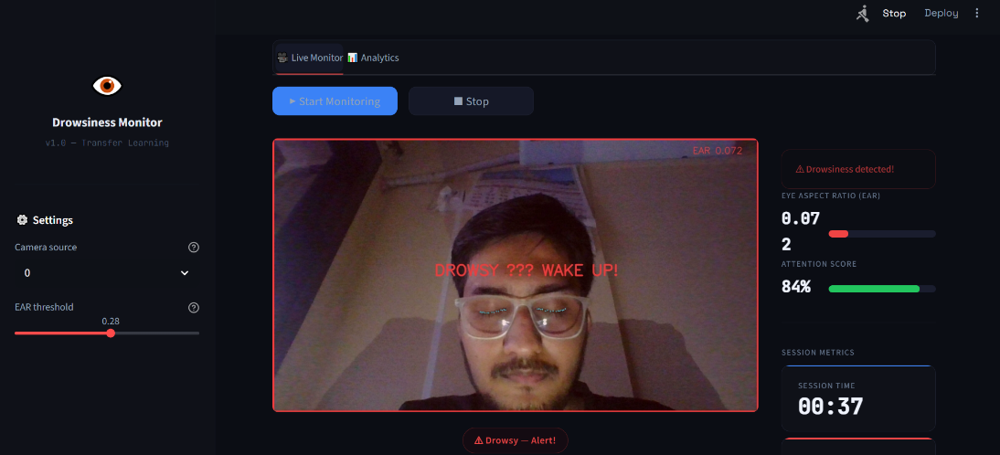 Stop Deploy
Live Monitor Analytics
Start Monitoring Stop
Drowsiness Monitor
v1.0 — Transfer Learning
Settings
Camera source
0
EAR threshold
0.28
EAR 0.072
DROWSY ??? WAKE UP!
Drowsy — Alert!
Drowsiness detected!
EYE ASPECT RATIO (EAR)
0.07
2
ATTENTION SCORE
84%
SESSION METRICS
SESSION TIME
00:37